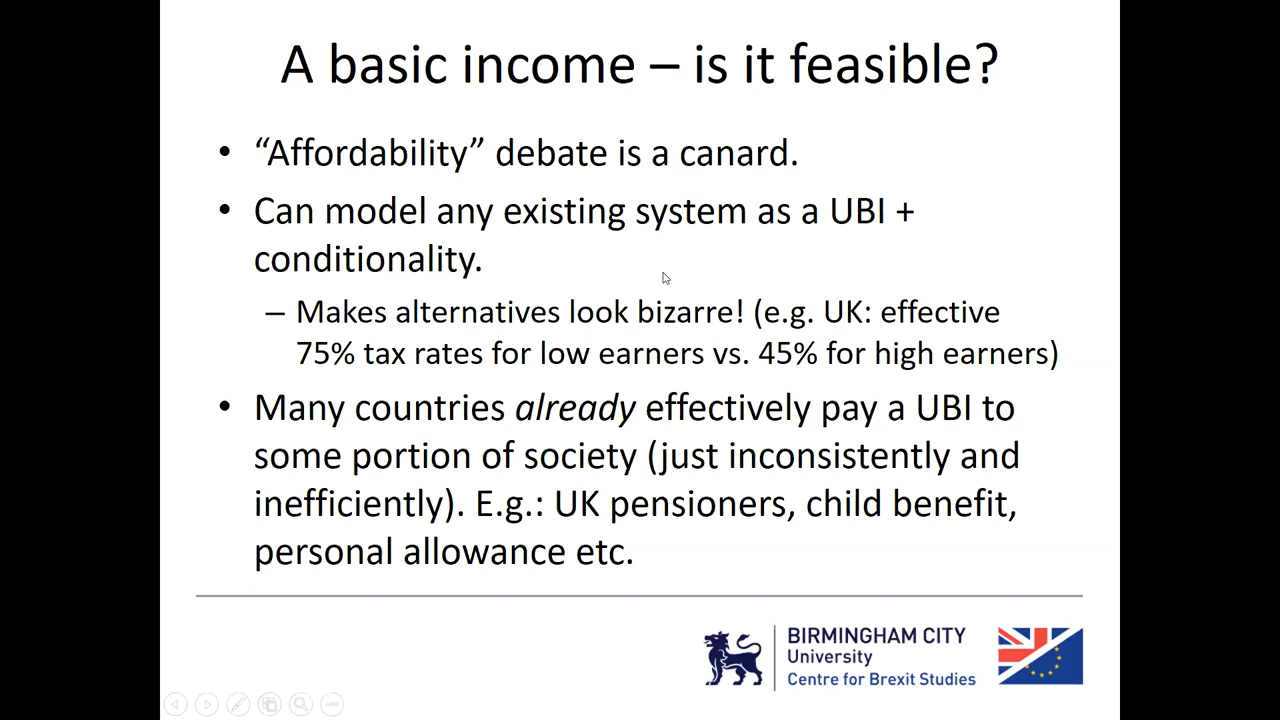 A basic income – is it feasible?
• “Affordability” debate is a canard.
• Can model any existing system as a UBI +
conditionality.
– Makes alternatives look bizarre! (e.g. UK: effective
75% tax rates for low earners vs. 45% for high earners)
• Many countries already effectively pay a UBI to
some portion of society (just inconsistently and
inefficiently). E.g.: UK pensioners, child benefit,
personal allowance etc.
BIRMINGHAM CITY
University
Centre for Brexit Studies